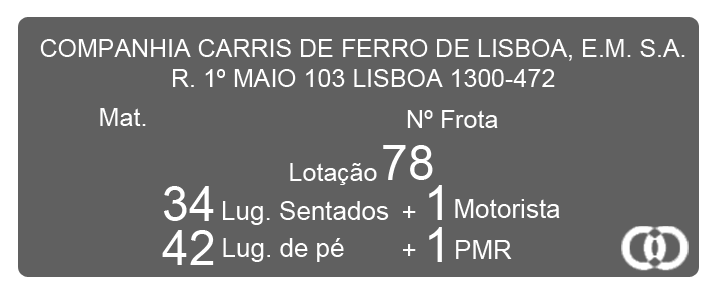 COMPANHIA CARRIS DE FERRO DE LISBOA, E.M. S.A.
R. 1º MAIO 103 LISBOA 1300-472
Mat. Nº Frota
Lotação 78
34 Lug. Sentados + 1 Motorista
42 Lug. de pé + 1 PMR